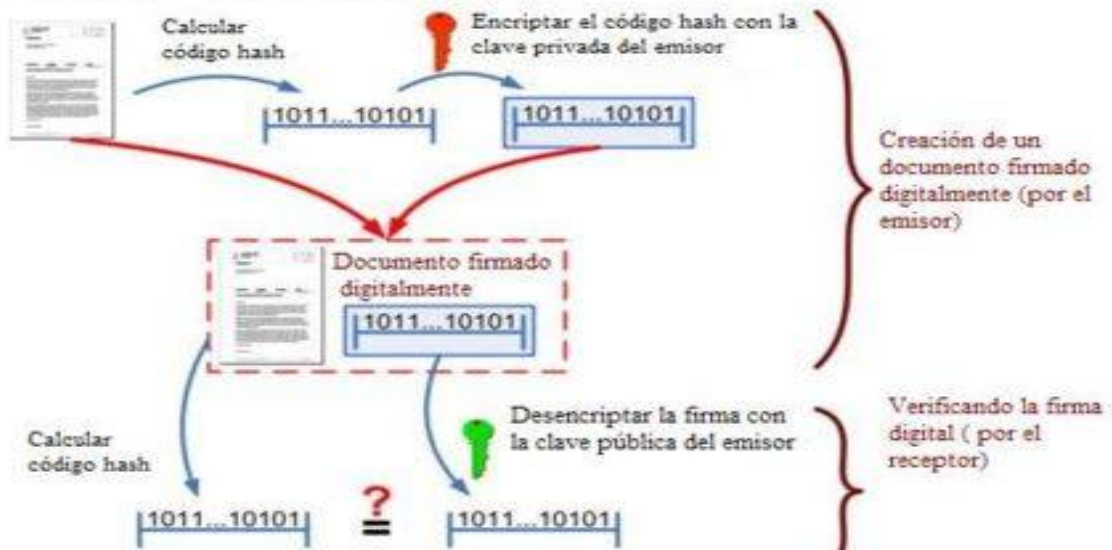 Calcular
código hash
Encriptar el código hash con la
clave privada del emisor
|1011...10101|
|1011...10101|
Creación de un
documento firmado
digitalmente (por el
emisor)
Documento firmado
digitalmente
|1011...10101|
Calcular
código hash
Desencriptar la firma con
la clave pública del emisor
Verificando la firma
digital ( por el
receptor)
|1011...10101|
?
=
|1011...10101|